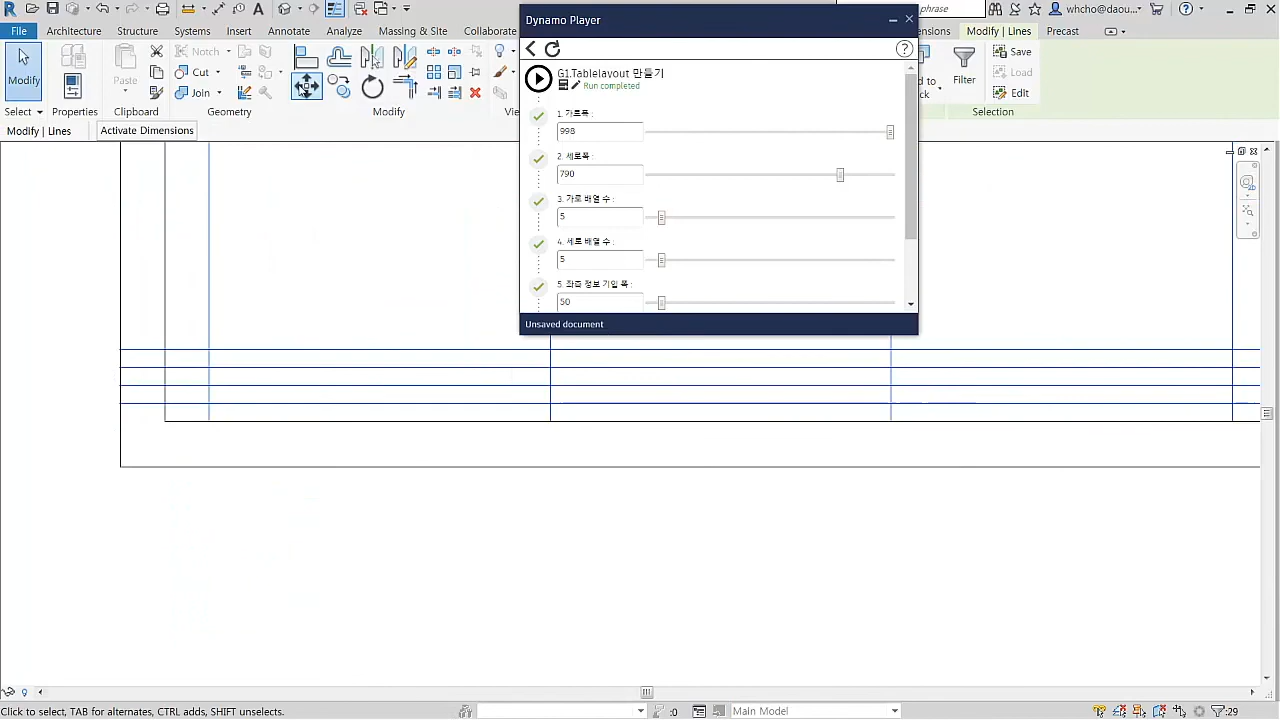 Dynamo Player
phrase
whcho@daou...
File
Architecture
Insert
Annotate
Analyze
Massing & Site
Collaborate
Modify | Lines
Precast
G1.Tablelayout 만들기
Run completed
Modify
Paste
Notch
Cut
Join
Filter
Save
Load
Edit
Select
Properties
Clipboard
Geometry
Modify
Selection
Modify | Lines
Activate Dimensions
1. 가로폭 :
998
2. 세로폭 :
790
3. 가로 배열 수 :
5
4. 세로 배열 수 :
5
5. 좌측 정보 기입 폭 :
50
Unsaved document
Click to select, TAB for alternates, CTRL adds, SHIFT unselects.
:0
Main Model
:29